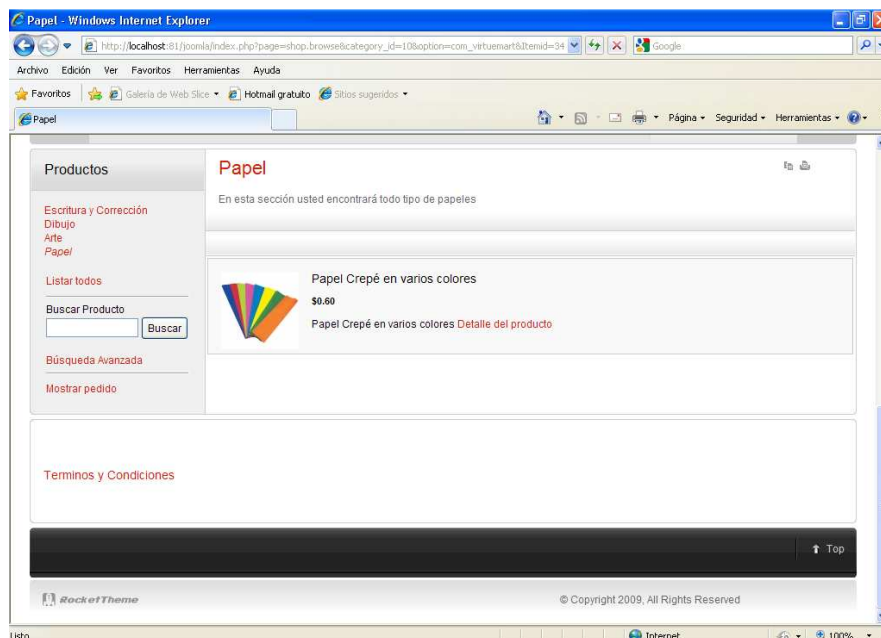 Papel - Windows Internet Explorer
http://localhost:81/joomla/index.php?page=shop.browse&category_id=10&option=com_virtuemart&Itemid=34
Google
Archivo Edición Ver Favoritos Herramientas Ayuda
Favoritos Galería de Web Slice Hotmail gratuito Sitios sugeridos
Papel
Página Seguridad Herramientas
Productos
Escritura y Corrección
Dibujo
Arte
Papel
Listar todos
Buscar Producto
Buscar
Búsqueda Avanzada
Mostrar pedido
Papel
En esta sección usted encontrará todo tipo de papeles
Papel Crepé en varios colores
$0.60
Papel Crepé en varios colores Detalle del producto
Terminos y Condiciones
Top
RocketTheme
© Copyright 2009, All Rights Reserved
Listo
Internet
100%